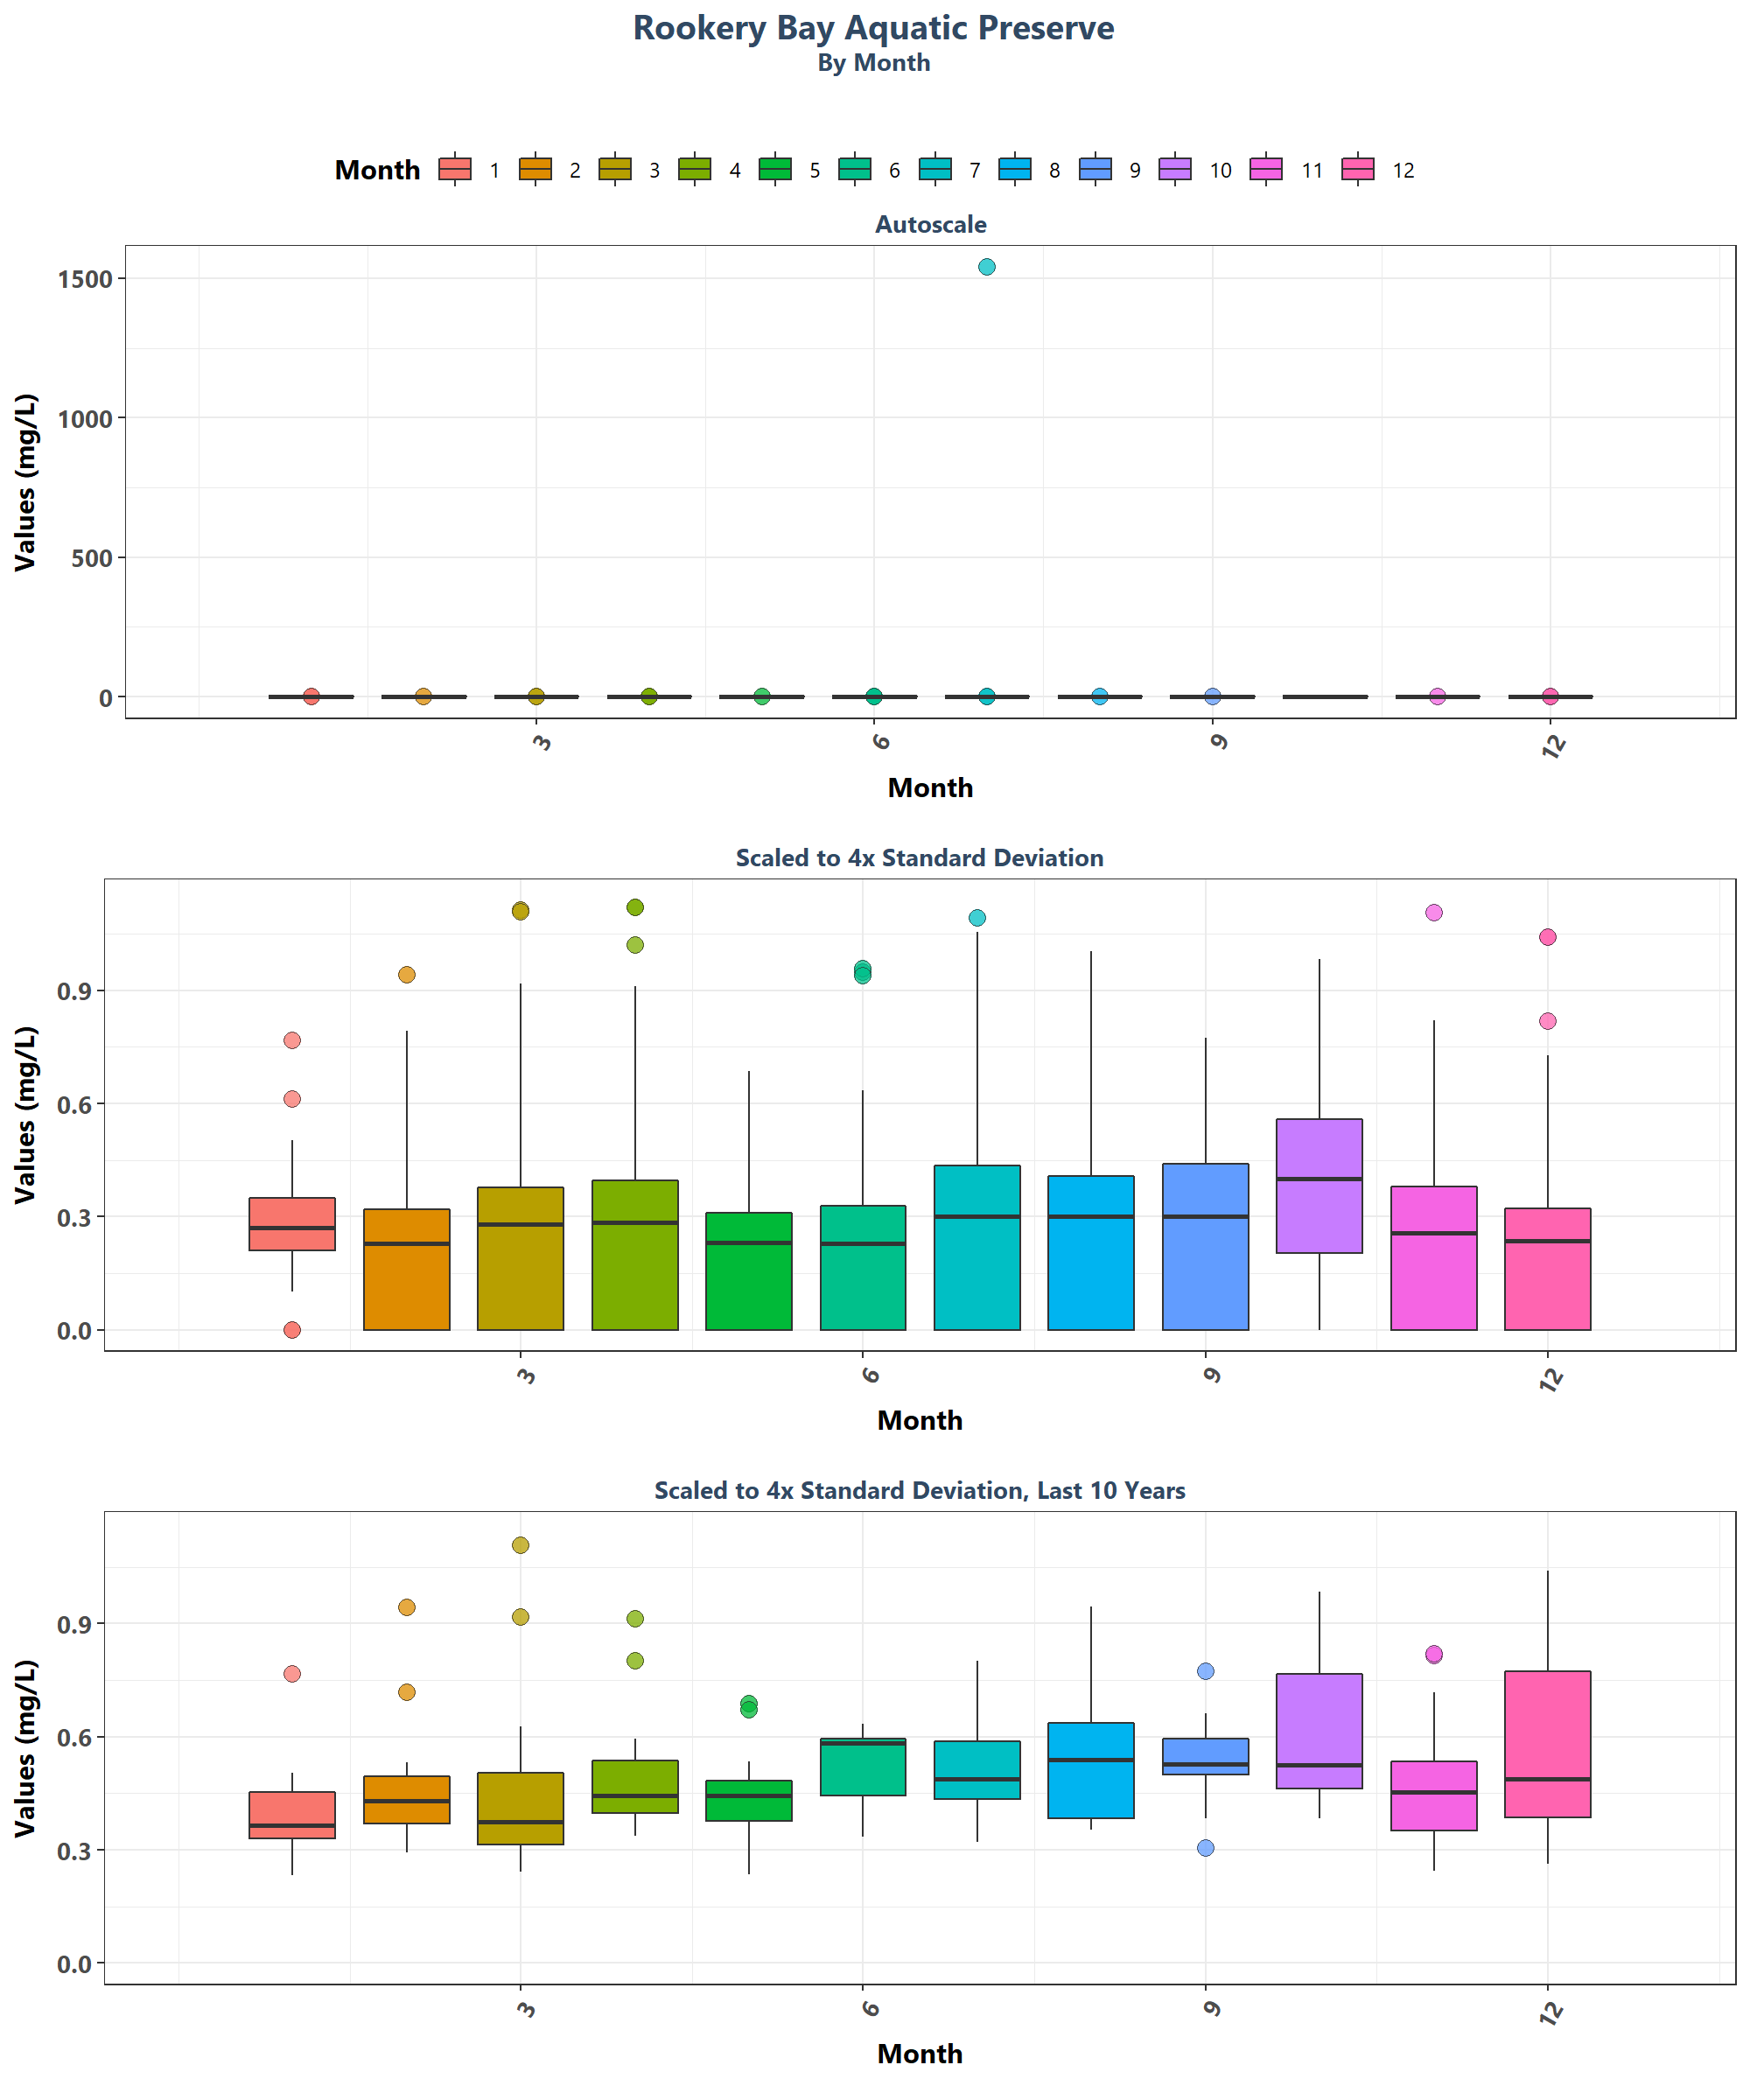 Rookery Bay Aquatic Preserve
By Month
Month 1 2 3 4 5 6 7 8 9 10 11 12
Autoscale
Values (mg/L)
1500
1000
500
0
3 6 9 12
Month
Scaled to 4x Standard Deviation
Values (mg/L)
0.9
0.6
0.3
0.0
3 6 9 12
Month
Scaled to 4x Standard Deviation, Last 10 Years
Values (mg/L)
0.9
0.6
0.3
0.0
3 6 9 12
Month